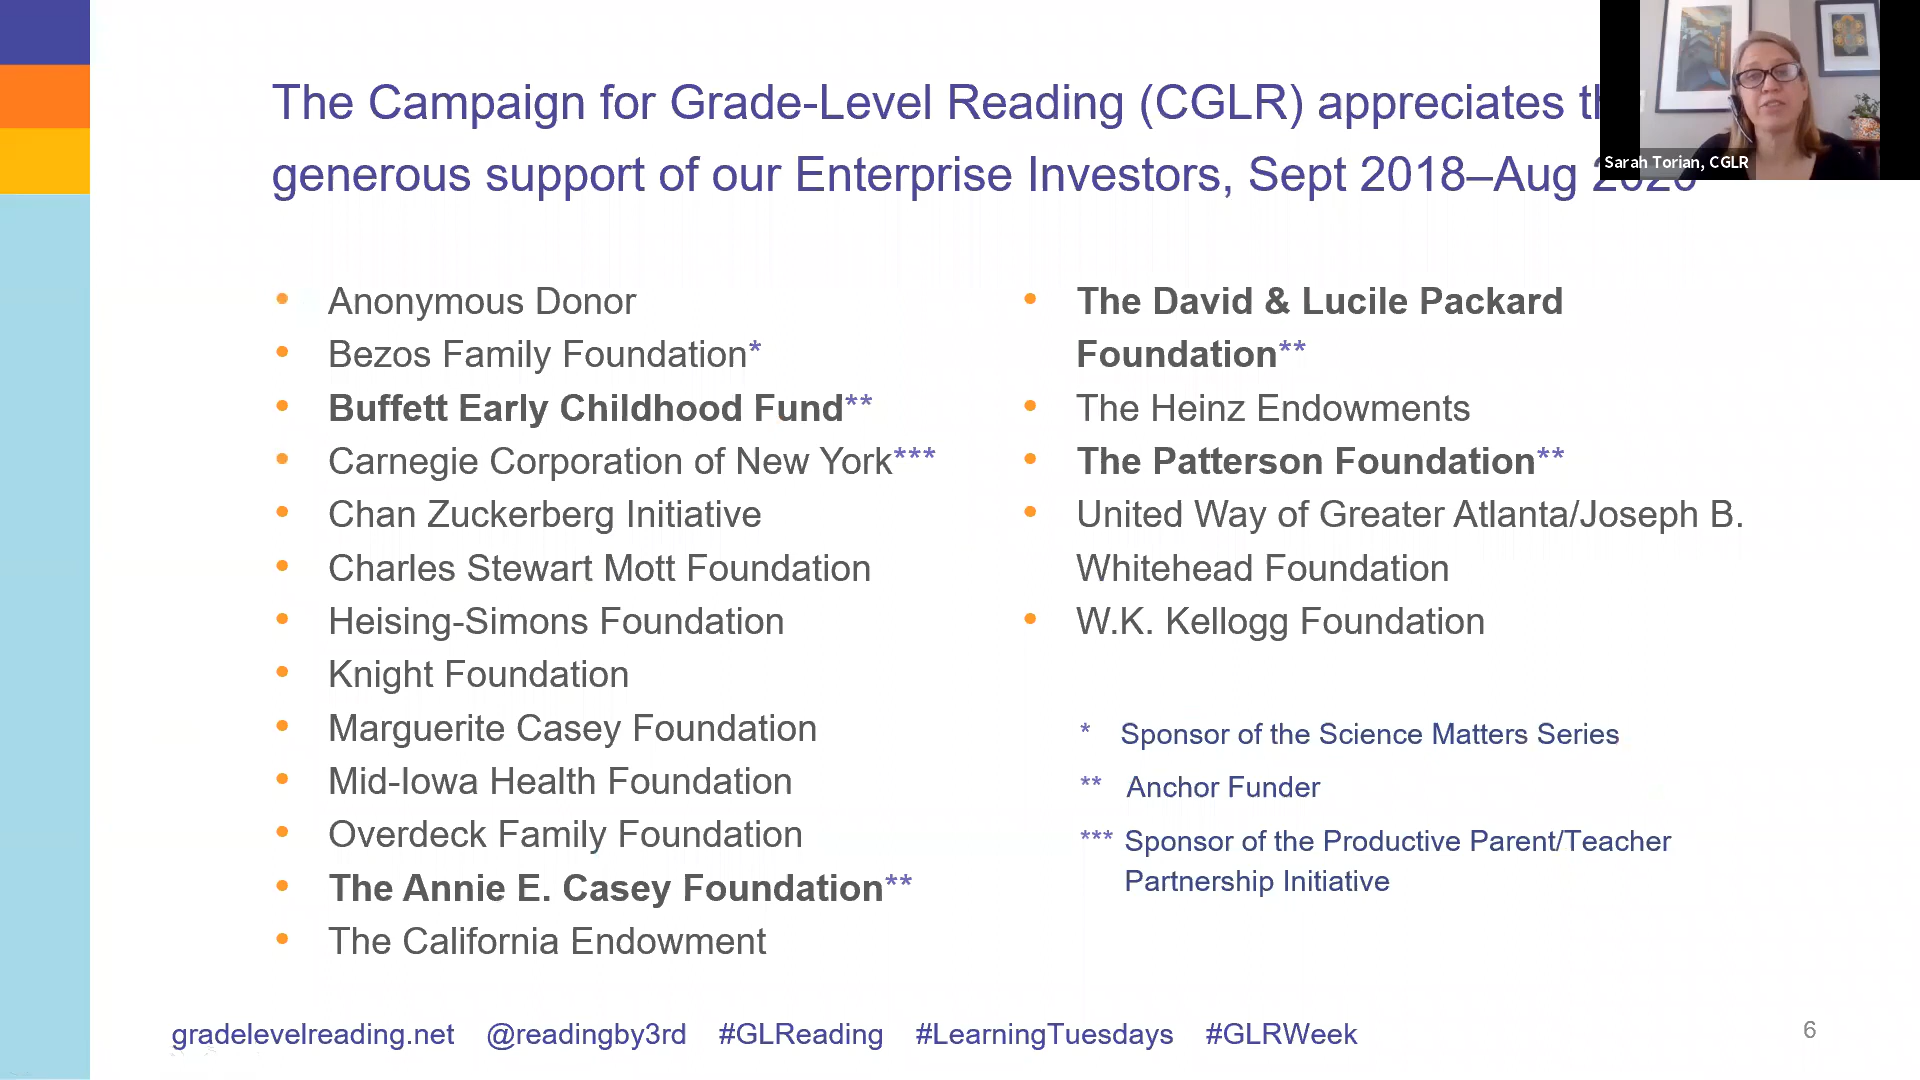 The Campaign for Grade-Level Reading (CGLR) appreciates
generous support of our Enterprise Investors, Sept 2018–Aug
Sarah Torian, CGLR
• Anonymous Donor
• Bezos Family Foundation*
• Buffett Early Childhood Fund**
• Carnegie Corporation of New York***
• Chan Zuckerberg Initiative
• Charles Stewart Mott Foundation
• Heising-Simons Foundation
• Knight Foundation
• Marguerite Casey Foundation
• Mid-Iowa Health Foundation
• Overdeck Family Foundation
• The Annie E. Casey Foundation**
• The California Endowment
• The David & Lucile Packard
Foundation**
• The Heinz Endowments
• The Patterson Foundation**
• United Way of Greater Atlanta/Joseph B.
Whitehead Foundation
• W.K. Kellogg Foundation
* Sponsor of the Science Matters Series
** Anchor Funder
*** Sponsor of the Productive Parent/Teacher
Partnership Initiative
gradelevelreading.net @readingby3rd #GLReading #LearningTuesdays #GLRWeek
6